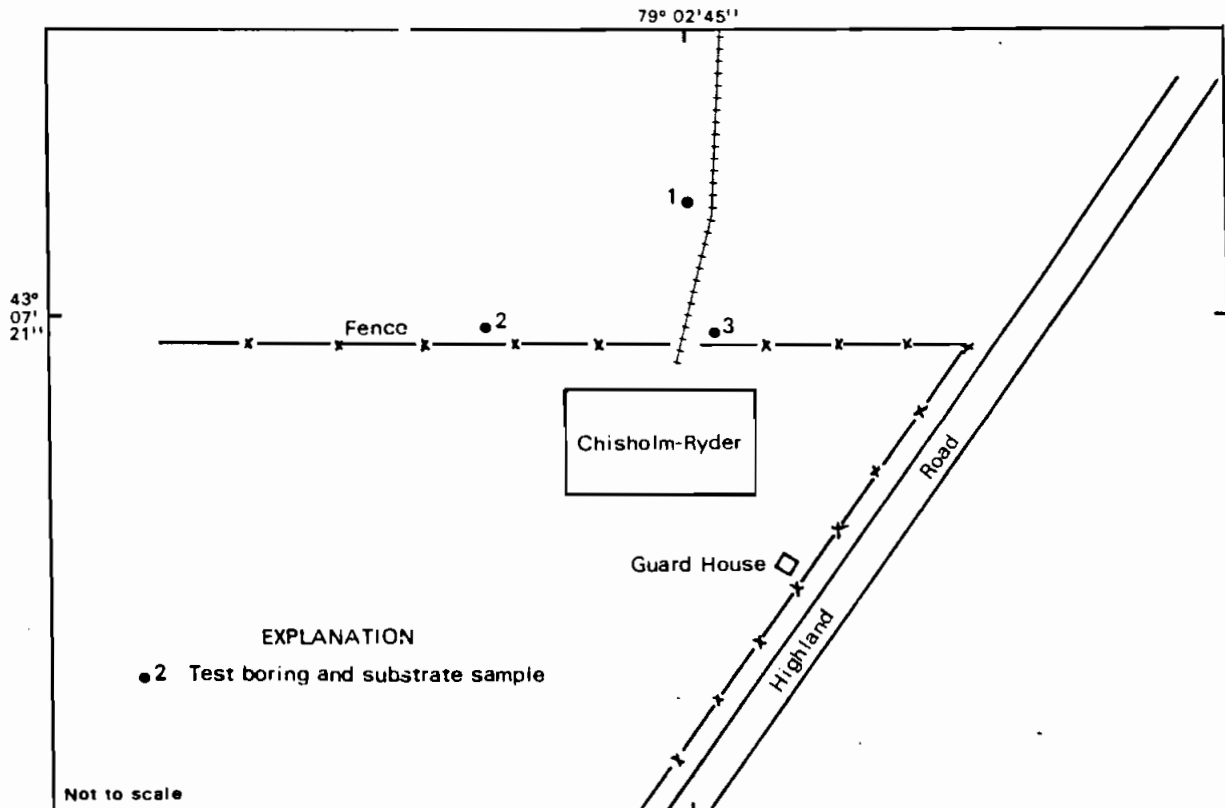 79° 02'45''
1
43°
07'
21''
Fence
2
3
Chisholm-Ryder
Road
Guard House
Highland
EXPLANATION
2 Test boring and substrate sample
Not to scale